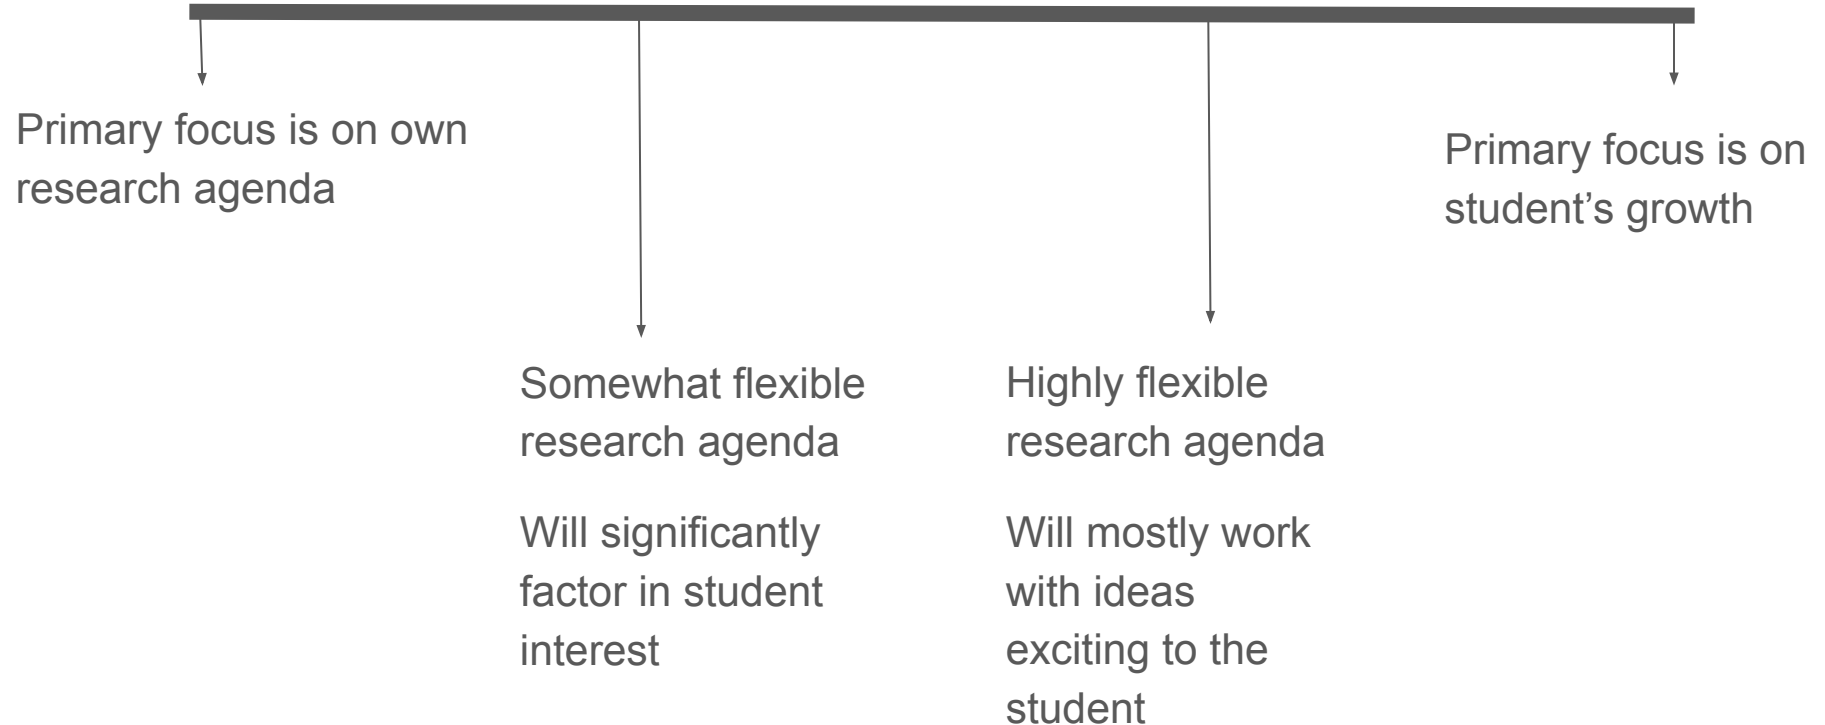 Primary focus is on own
research agenda
Somewhat flexible
research agenda
Will significantly
factor in student
interest
Highly flexible
research agenda
Will mostly work
with ideas
exciting to the
student
Primary focus is on
student’s growth